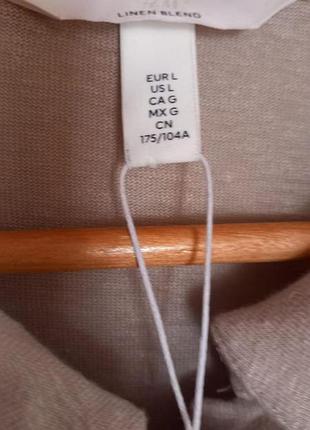 LINEN BLEND
EUR L
US L
CA G
MX G
CN
175/104A